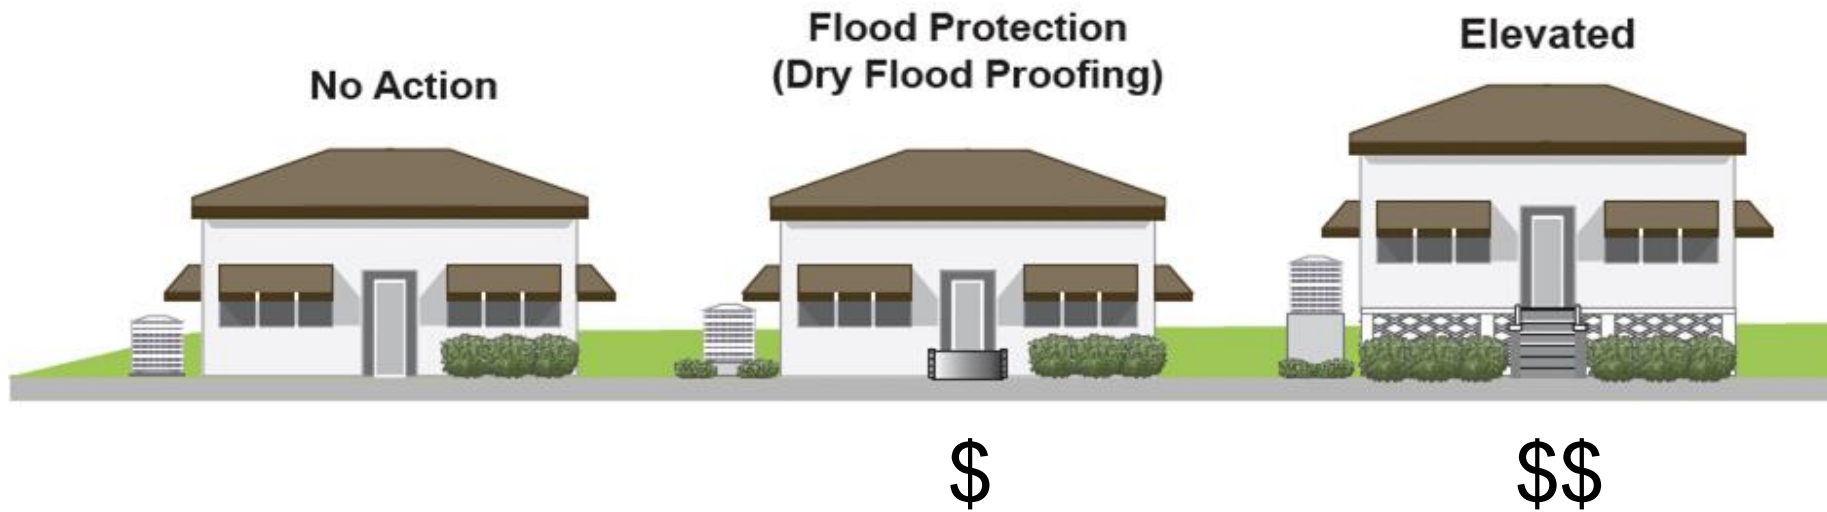 No Action
Flood Protection
(Dry Flood Proofing)
Elevated
$
$$